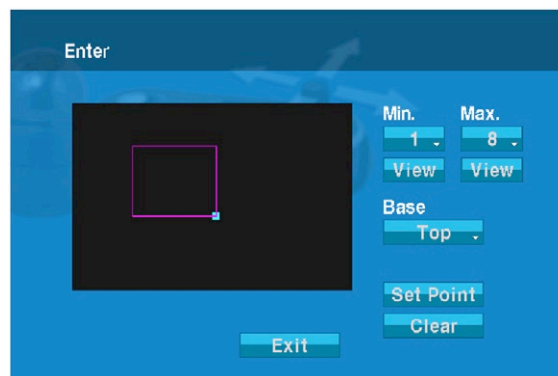 Enter
Min. Max.
1 8
View View
Base
Top
Set Point
Clear
Exit